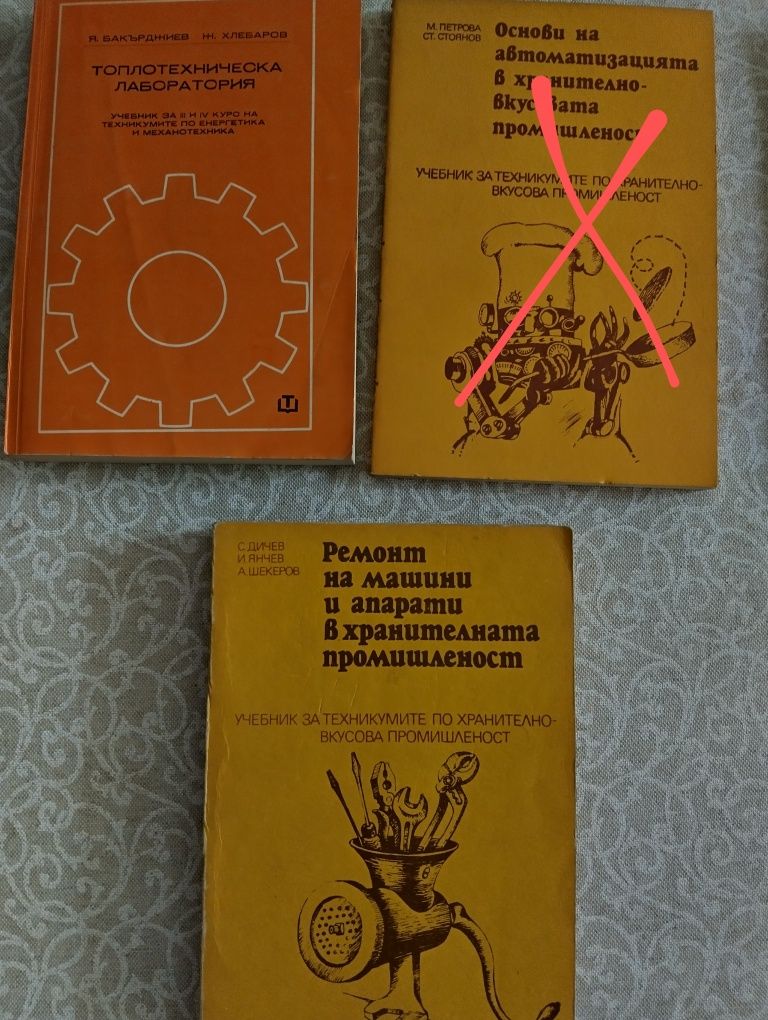 Я. БАКЪРДЖИЕВ Ж. ХЛЕБАРОВ
ТОПЛОТЕХНИЧЕСКА
ЛАБОРАТОРИЯ
УЧЕБНИК ЗА III И IV КУРС НА
ТЕХНИКУМИТЕ ПО ЕНЕРГЕТИКА
И МЕХАНОТЕХНИКА
Т
М. ПЕТРОВА
СТ. СТОЯНОВ
Основи на
автоматизацията
в хранително-
вкусовата
промишленост
УЧЕБНИК ЗА ТЕХНИКУМИТЕ ПО ХРАНИТЕЛНО-
ВКУСОВА ПРОМИШЛЕНОСТ
С. ДИЧЕВ
И. ЯНЧЕВ
А. ШЕКЕРОВ
Ремонт
на машини
и апарати
в хранителната
промишленост
УЧЕБНИК ЗА ТЕХНИКУМИТЕ ПО ХРАНИТЕЛНО-
ВКУСОВА ПРОМИШЛЕНОСТ
8